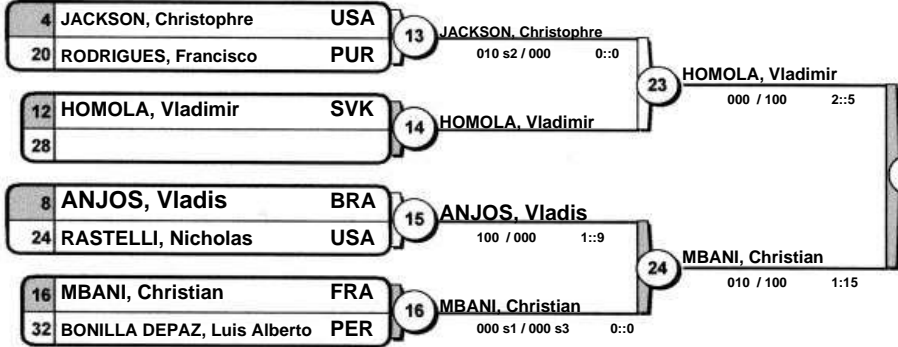 4 JACKSON, Christophre USA
20 RODRIGUES, Francisco PUR
13
JACKSON, Christophre
010 s2 / 000 0::0
12 HOMOLA, Vladimir SVK
28
14
HOMOLA, Vladimir
23
HOMOLA, Vladimir
000 / 100 2::5
8 ANJOS, Vladis BRA
24 RASTELLI, Nicholas USA
15
ANJOS, Vladis
100 / 000 1::9
16 MBANI, Christian FRA
32 BONILLA DEPAZ, Luis Alberto PER
16
MBANI, Christian
000 s1 / 000 s3 0::0
24
MBANI, Christian
010 / 100 1:15